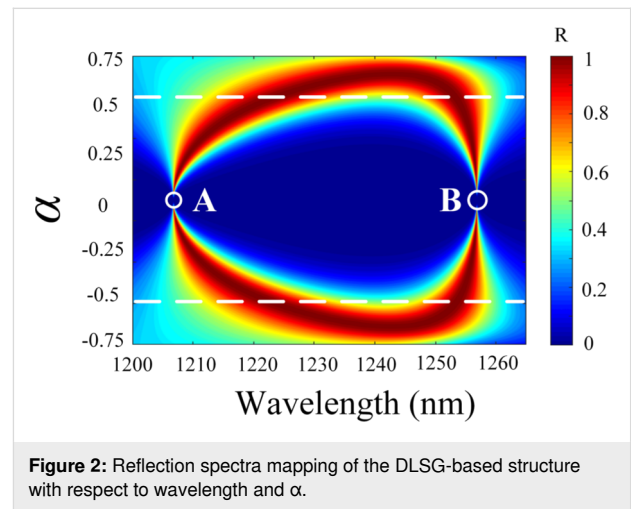 R
0.75
0.5
0.25
0
-0.25
-0.5
-0.75
α
A
B
1
0.8
0.6
0.4
0.2
0
1200 1210 1220 1230 1240 1250 1260
Wavelength (nm)
Figure 2: Reflection spectra mapping of the DLSG-based structure
with respect to wavelength and α.